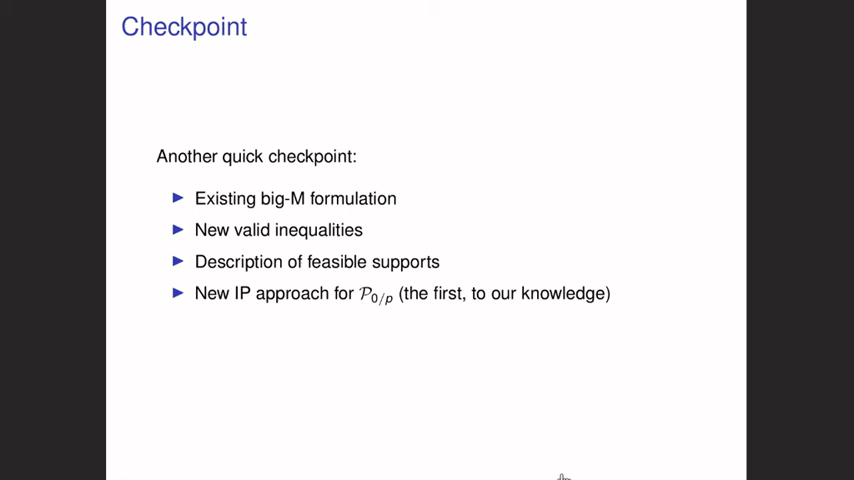 Checkpoint
Another quick checkpoint:
▶ Existing big-M formulation
▶ New valid inequalities
▶ Description of feasible supports
▶ New IP approach for 𝒫₀/ₚ (the first, to our knowledge)